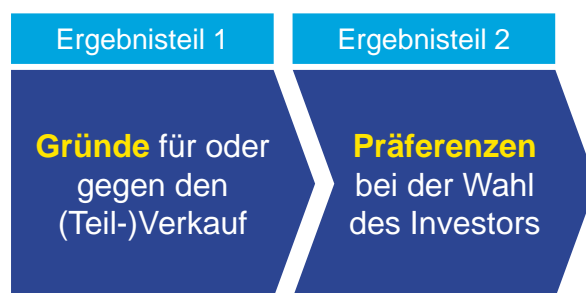 Ergebnisteil 1
Gründe für oder
gegen den
(Teil-)Verkauf
Ergebnisteil 2
Präferenzen
bei der Wahl
des Investors